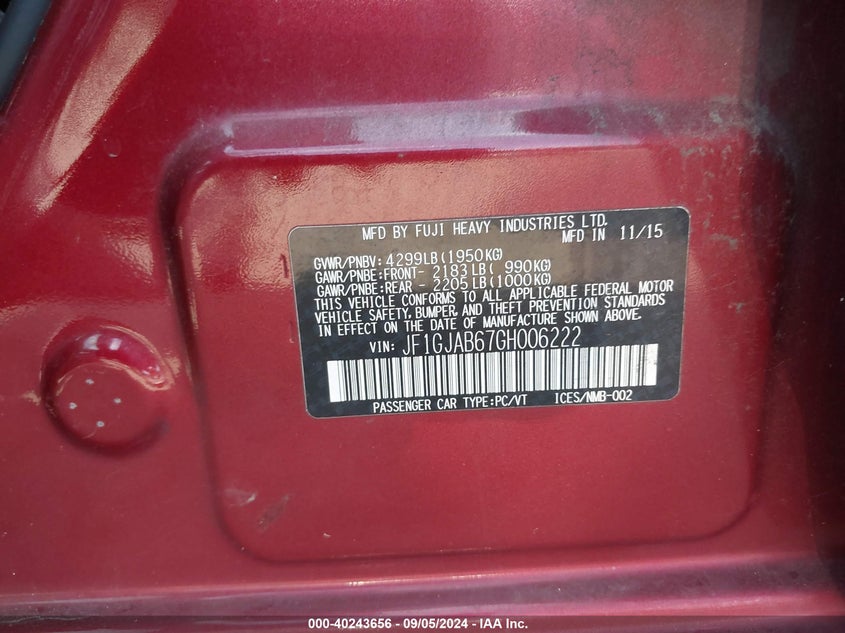 MFD BY FUJI HEAVY INDUSTRIES LTD.
MFD IN 11/15
GVWR/PNBV: 4299LB(1950KG)
GAWR/PNBE:FRONT- 2183LB( 990KG)
GAWR/PNBE:REAR - 2205LB(1000KG)
THIS VEHICLE CONFORMS TO ALL APPLICABLE FEDERAL MOTOR
VEHICLE SAFETY, BUMPER, AND THEFT PREVENTION STANDARDS
IN EFFECT ON THE DATE OF MANUFACTURE SHOWN ABOVE.
VIN: JF1GJAB67GH006222
PASSENGER CAR TYPE:PC/VT ICES/NMB-002
000-40243656 - 09/05/2024 - IAA Inc.